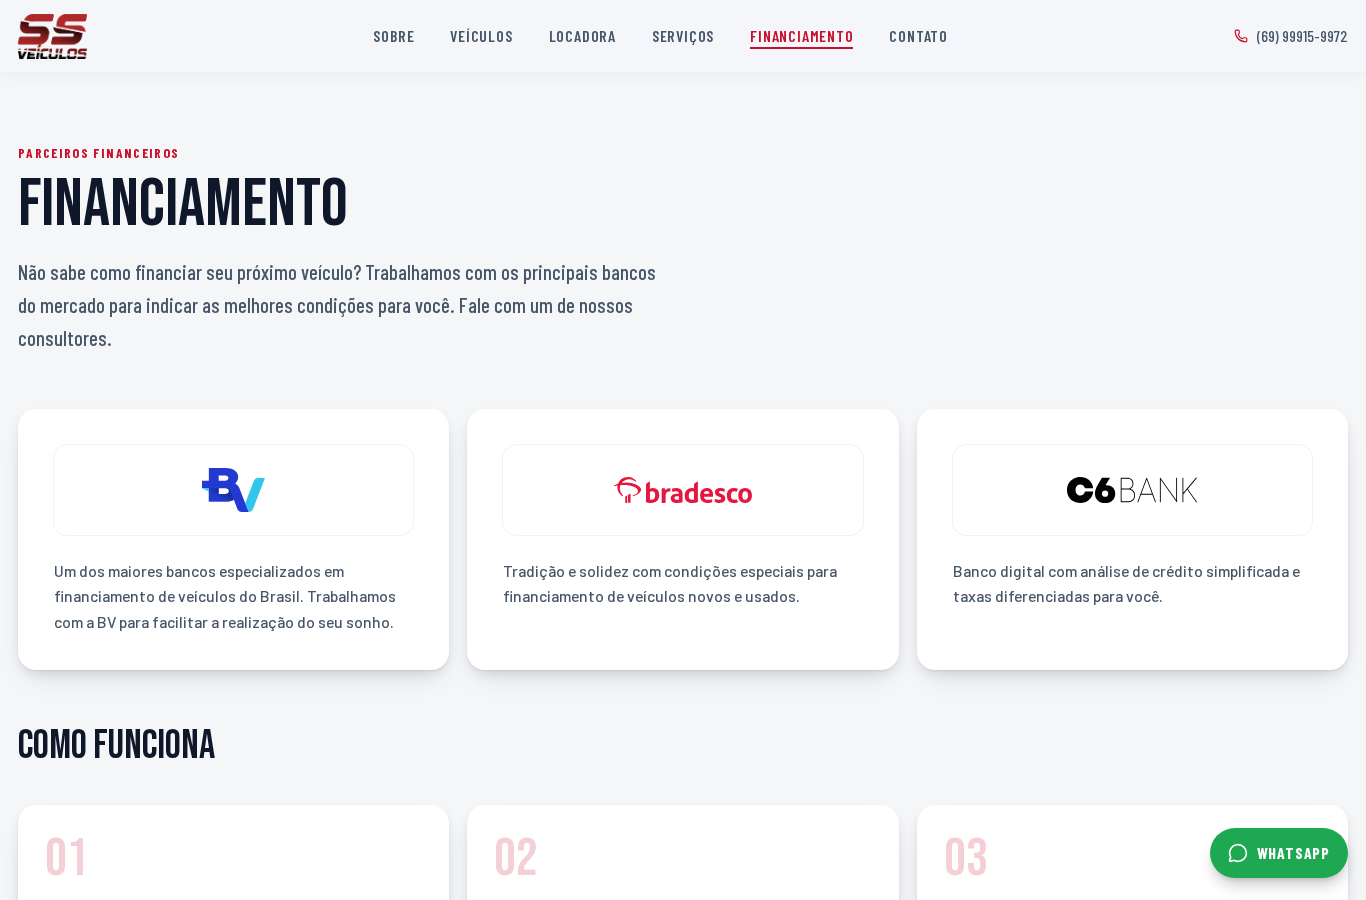 SS
VEÍCULOS
SOBRE
VEÍCULOS
LOCADORA
SERVIÇOS
FINANCIAMENTO
CONTATO
(69) 99915-9972
PARCEIROS FINANCEIROS
FINANCIAMENTO
Não sabe como financiar seu próximo veículo? Trabalhamos com os principais bancos
do mercado para indicar as melhores condições para você. Fale com um de nossos
consultores.
BV
Um dos maiores bancos especializados em
financiamento de veículos do Brasil. Trabalhamos
com a BV para facilitar a realização do seu sonho.
bradesco
Tradição e solidez com condições especiais para
financiamento de veículos novos e usados.
C6BANK
Banco digital com análise de crédito simplificada e
taxas diferenciadas para você.
COMO FUNCIONA
01
02
03
WHATSAPP